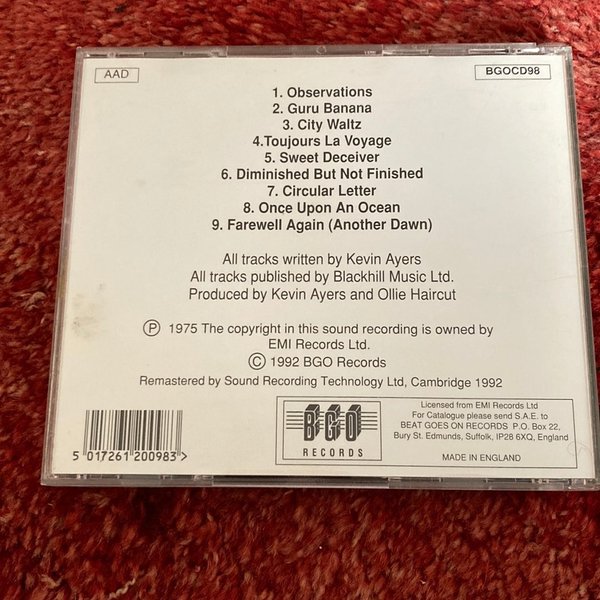 AAD
BGOCD98
1. Observations
2. Guru Banana
3. City Waltz
4.Toujours La Voyage
5. Sweet Deceiver
6. Diminished But Not Finished
7. Circular Letter
8. Once Upon An Ocean
9. Farewell Again (Another Dawn)
All tracks written by Kevin Ayers
All tracks published by Blackhill Music Ltd.
Produced by Kevin Ayers and Ollie Haircut
Ⓟ 1975 The copyright in this sound recording is owned by
EMI Records Ltd.
© 1992 BGO Records
Remastered by Sound Recording Technology Ltd, Cambridge 1992
5 017261 200983>
BGO
RECORDS
Licensed from EMI Records Ltd
For Catalogue please send S.A.E. to
BEAT GOES ON RECORDS P.O. Box 22,
Bury St. Edmunds, Suffolk, IP28 6XQ, England
MADE IN ENGLAND